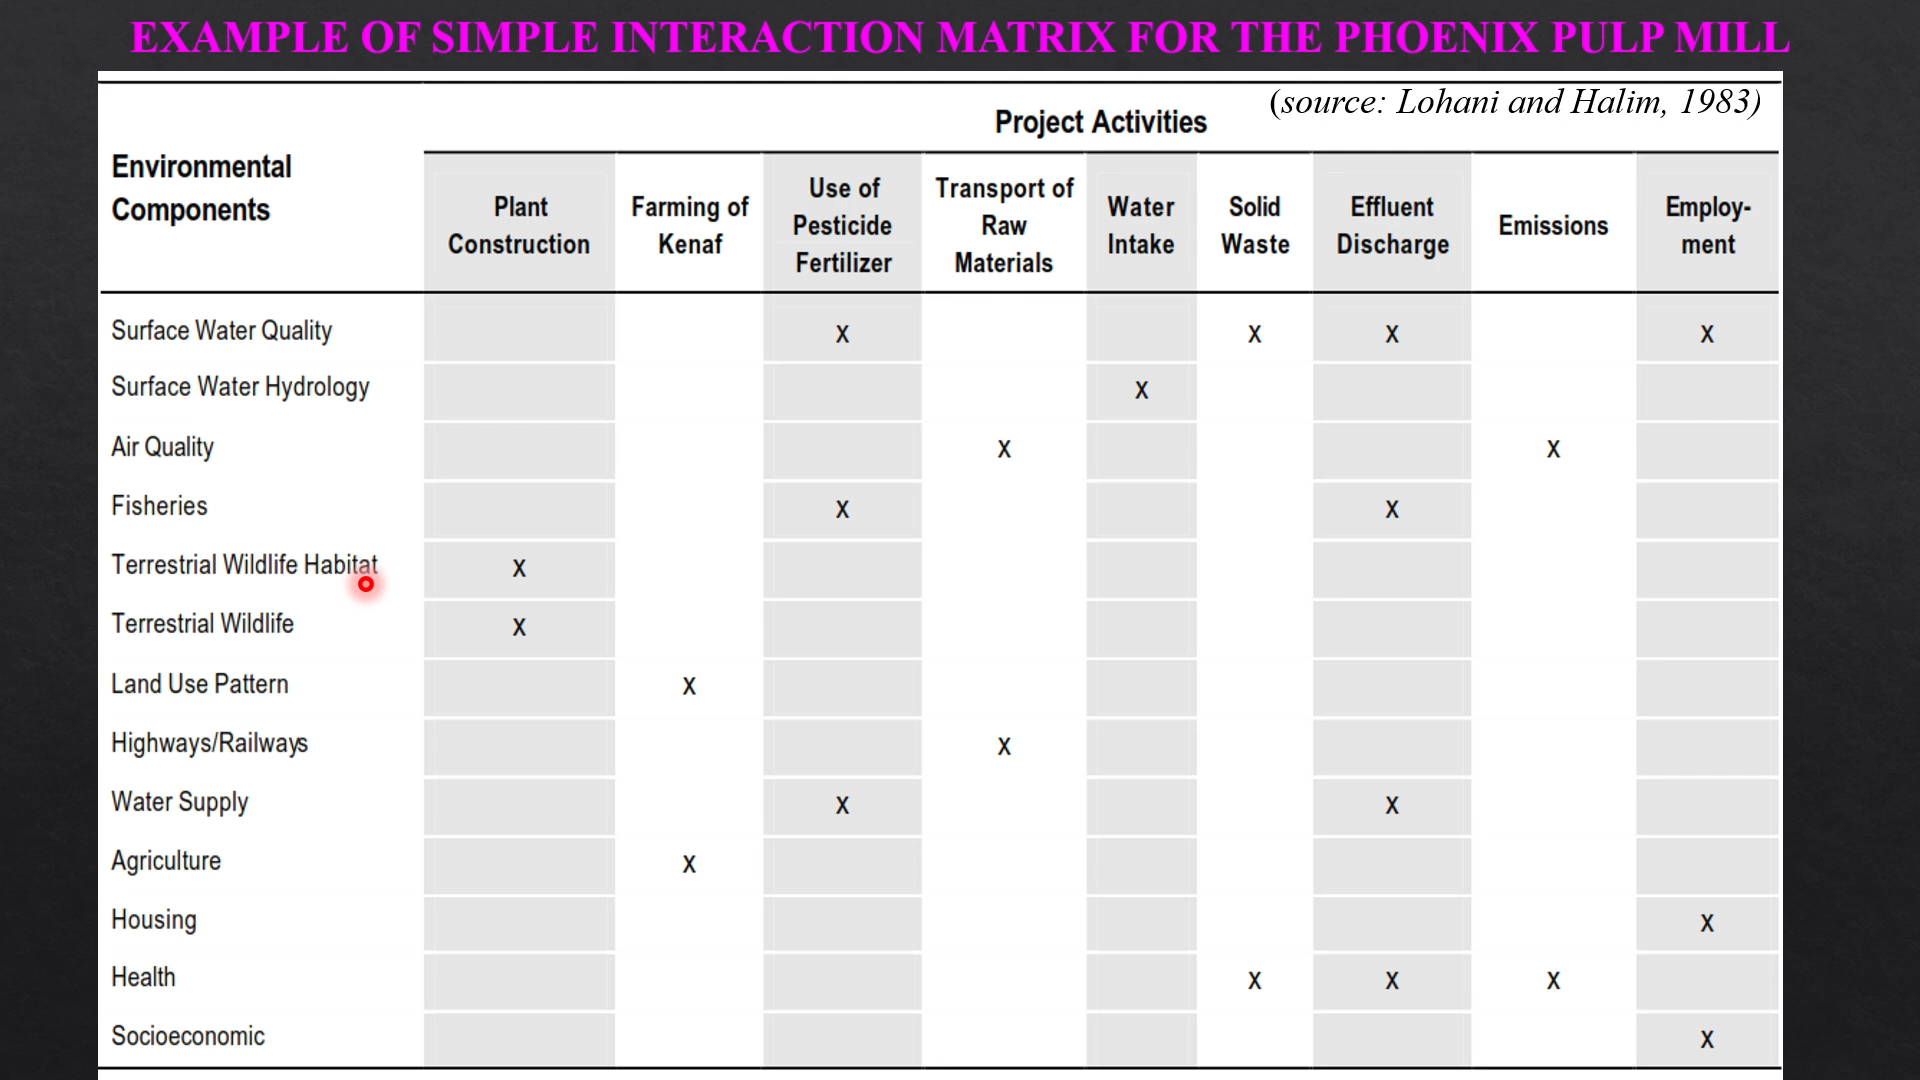 EXAMPLE OF SIMPLE INTERACTION MATRIX FOR THE PHOENIX PULP MILL
(source: Lohani and Halim, 1983)
Project Activities
Environmental
Components
Plant
Construction
Farming of
Kenaf
Use of
Pesticide
Fertilizer
Transport of
Raw
Materials
Water
Intake
Solid
Waste
Effluent
Discharge
Emissions
Employ-
ment
Surface Water Quality X X X X
Surface Water Hydrology X
Air Quality X X
Fisheries X X
Terrestrial Wildlife Habitat X
Terrestrial Wildlife X
Land Use Pattern X
Highways/Railways X
Water Supply X X
Agriculture X
Housing X
Health X X X
Socioeconomic X